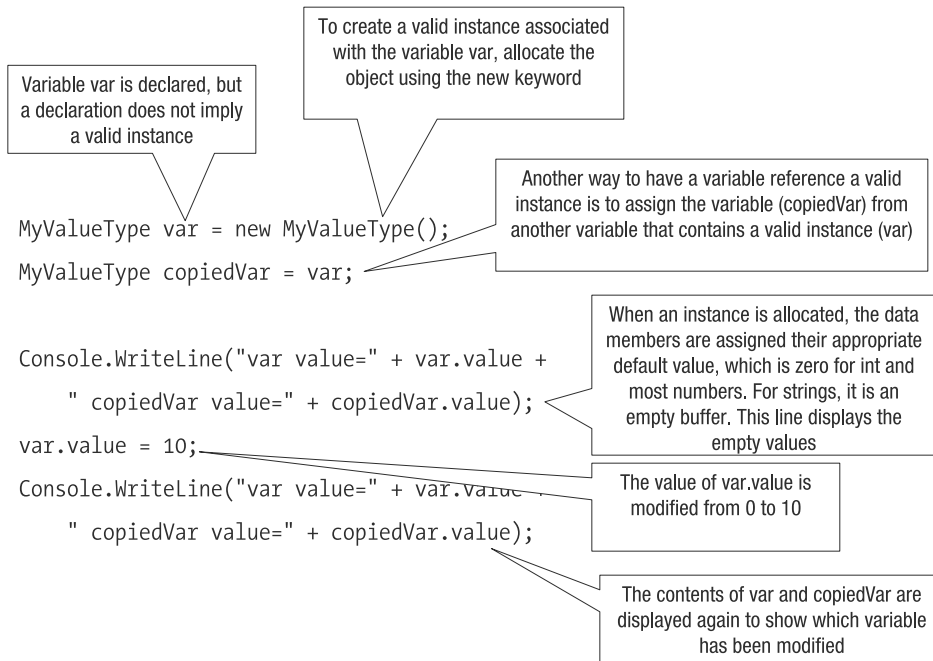 To create a valid instance associated
with the variable var, allocate the
object using the new keyword
Variable var is declared, but
a declaration does not imply
a valid instance
Another way to have a variable reference a valid
instance is to assign the variable (copiedVar) from
another variable that contains a valid instance (var)
MyValueType var = new MyValueType();
MyValueType copiedVar = var;
When an instance is allocated, the data
members are assigned their appropriate
default value, which is zero for int and
most numbers. For strings, it is an
empty buffer. This line displays the
empty values
Console.WriteLine("var value=" + var.value +
" copiedVar value=" + copiedVar.value);
var.value = 10;
The value of var.value is
modified from 0 to 10
Console.WriteLine("var value=" + var.value +
" copiedVar value=" + copiedVar.value);
The contents of var and copiedVar are
displayed again to show which variable
has been modified